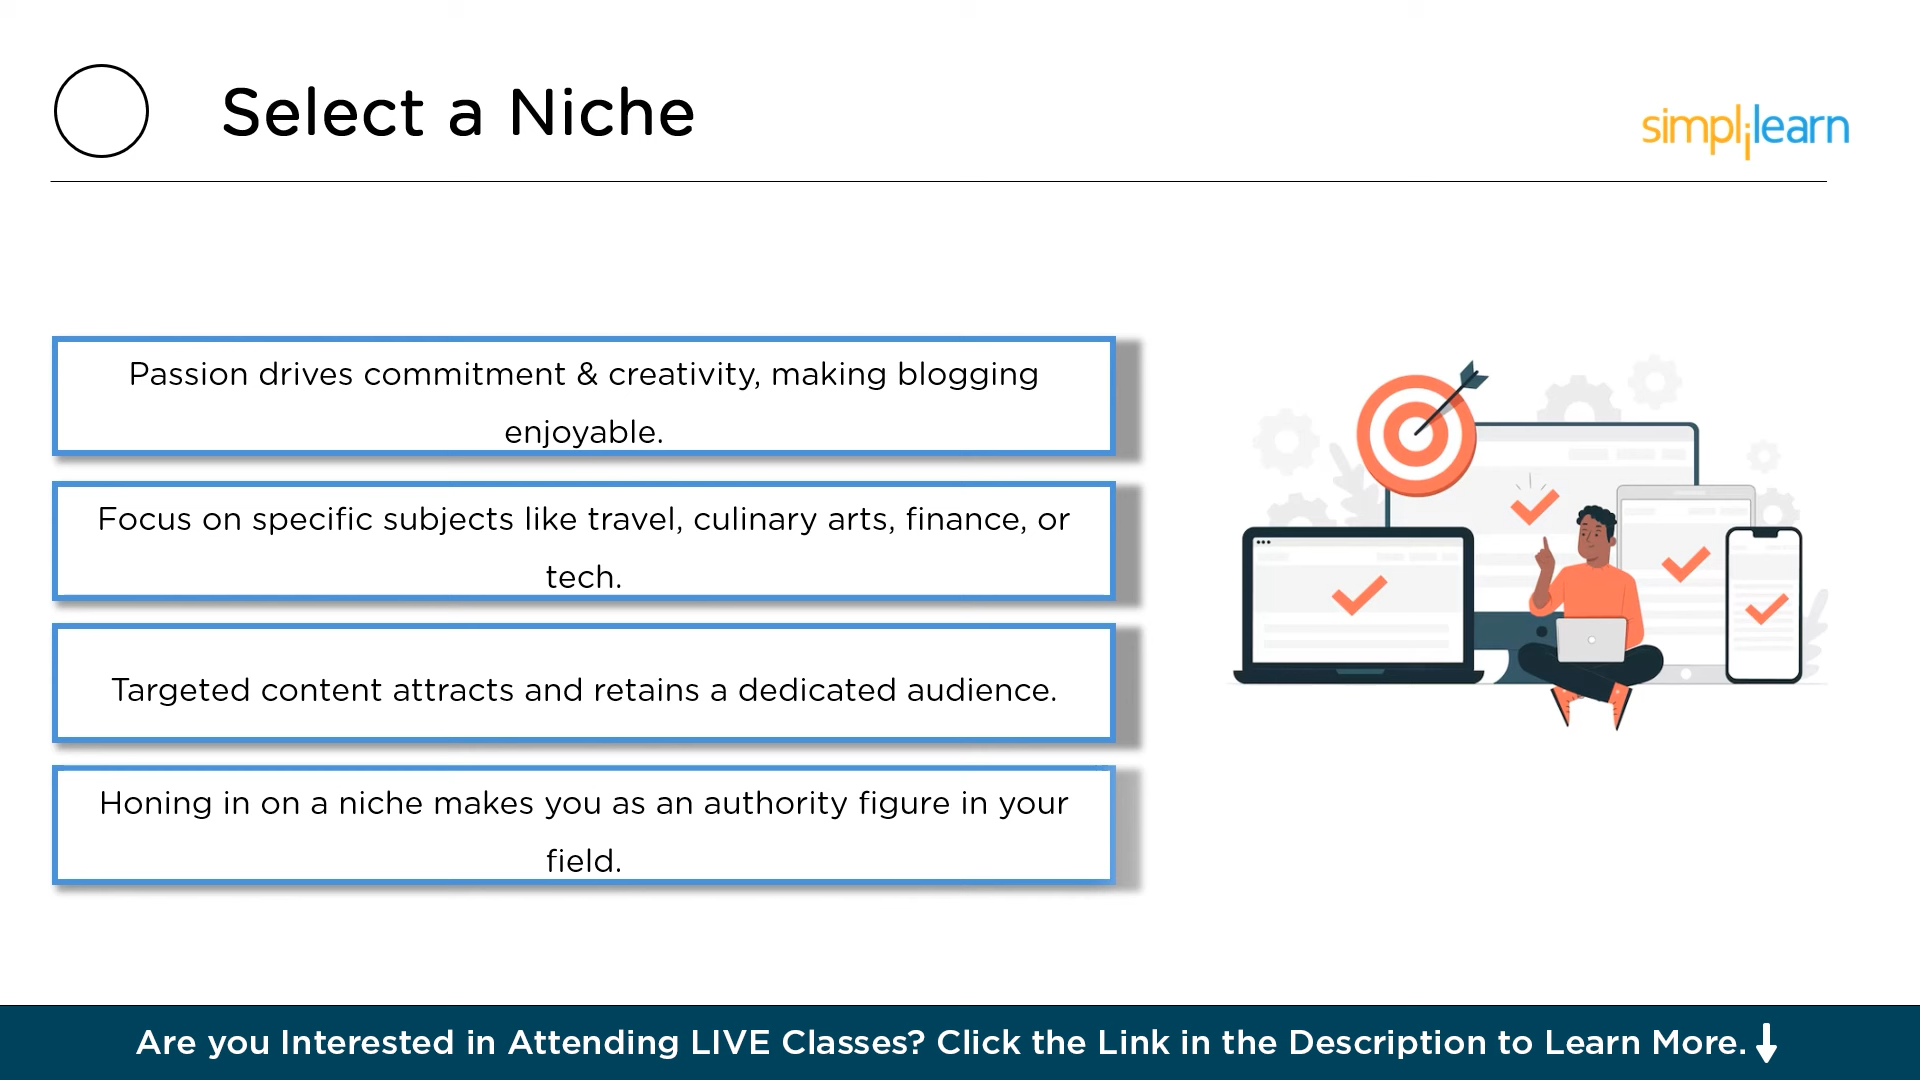 Select a Niche
simplilearn
Passion drives commitment & creativity, making blogging
enjoyable.
Focus on specific subjects like travel, culinary arts, finance, or
tech.
Targeted content attracts and retains a dedicated audience.
Honing in on a niche makes you as an authority figure in your
field.
Are you Interested in Attending LIVE Classes? Click the Link in the Description to Learn More.